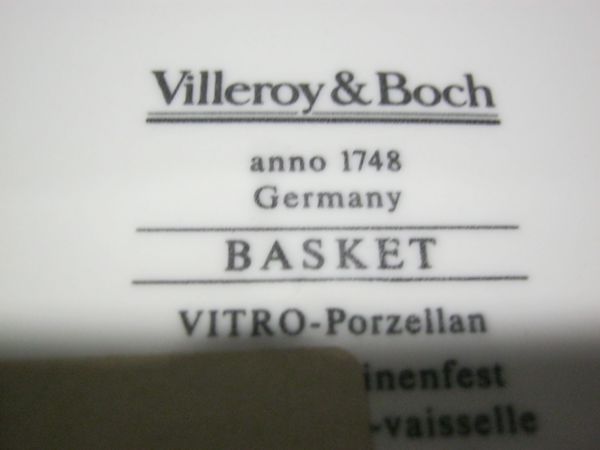 Villeroy & Boch
anno 1748
Germany
BASKET
VITRO-Porzellan
inenfest
-vaisselle